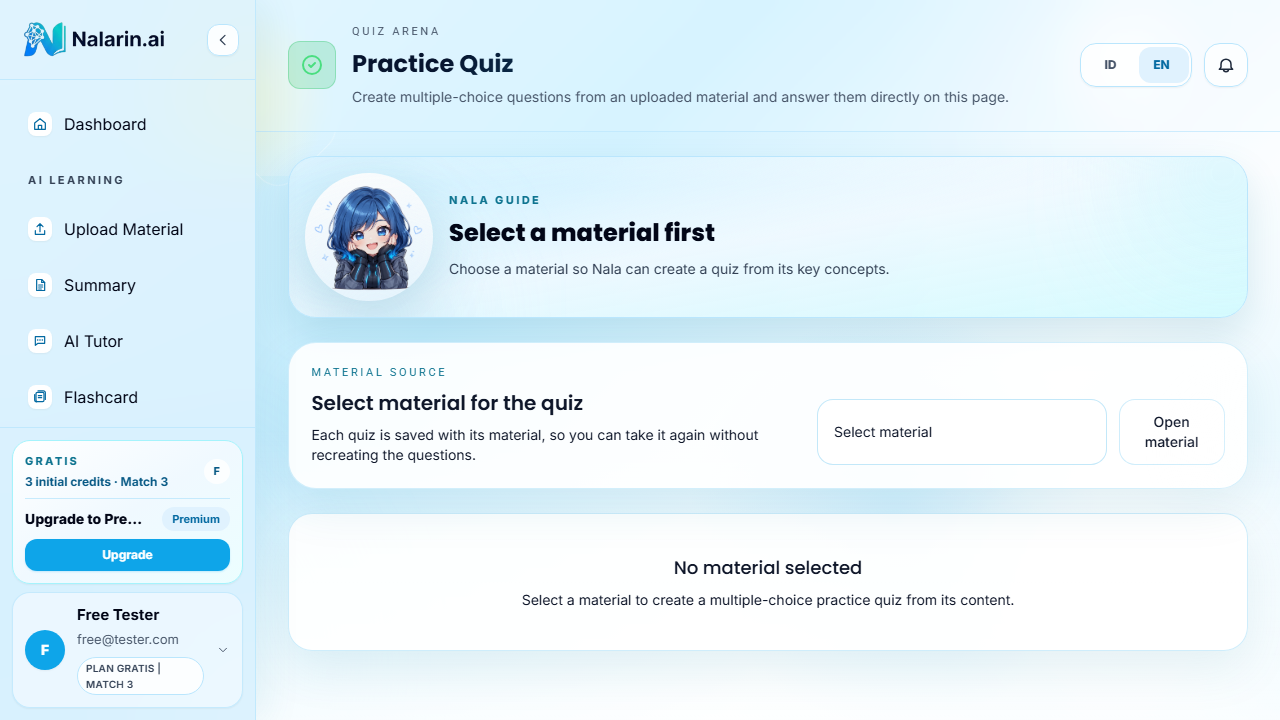 Nalarin.ai
Dashboard
AI LEARNING
Upload Material
Summary
AI Tutor
Flashcard
GRATIS
3 initial credits · Match 3
F
Upgrade to Pre...
Premium
Upgrade
F
Free Tester
free@tester.com
PLAN GRATIS |
MATCH 3
QUIZ ARENA
Practice Quiz
Create multiple-choice questions from an uploaded material and answer them directly on this page.
ID
EN
NALA GUIDE
Select a material first
Choose a material so Nala can create a quiz from its key concepts.
MATERIAL SOURCE
Select material for the quiz
Each quiz is saved with its material, so you can take it again without
recreating the questions.
Select material
Open
material
No material selected
Select a material to create a multiple-choice practice quiz from its content.